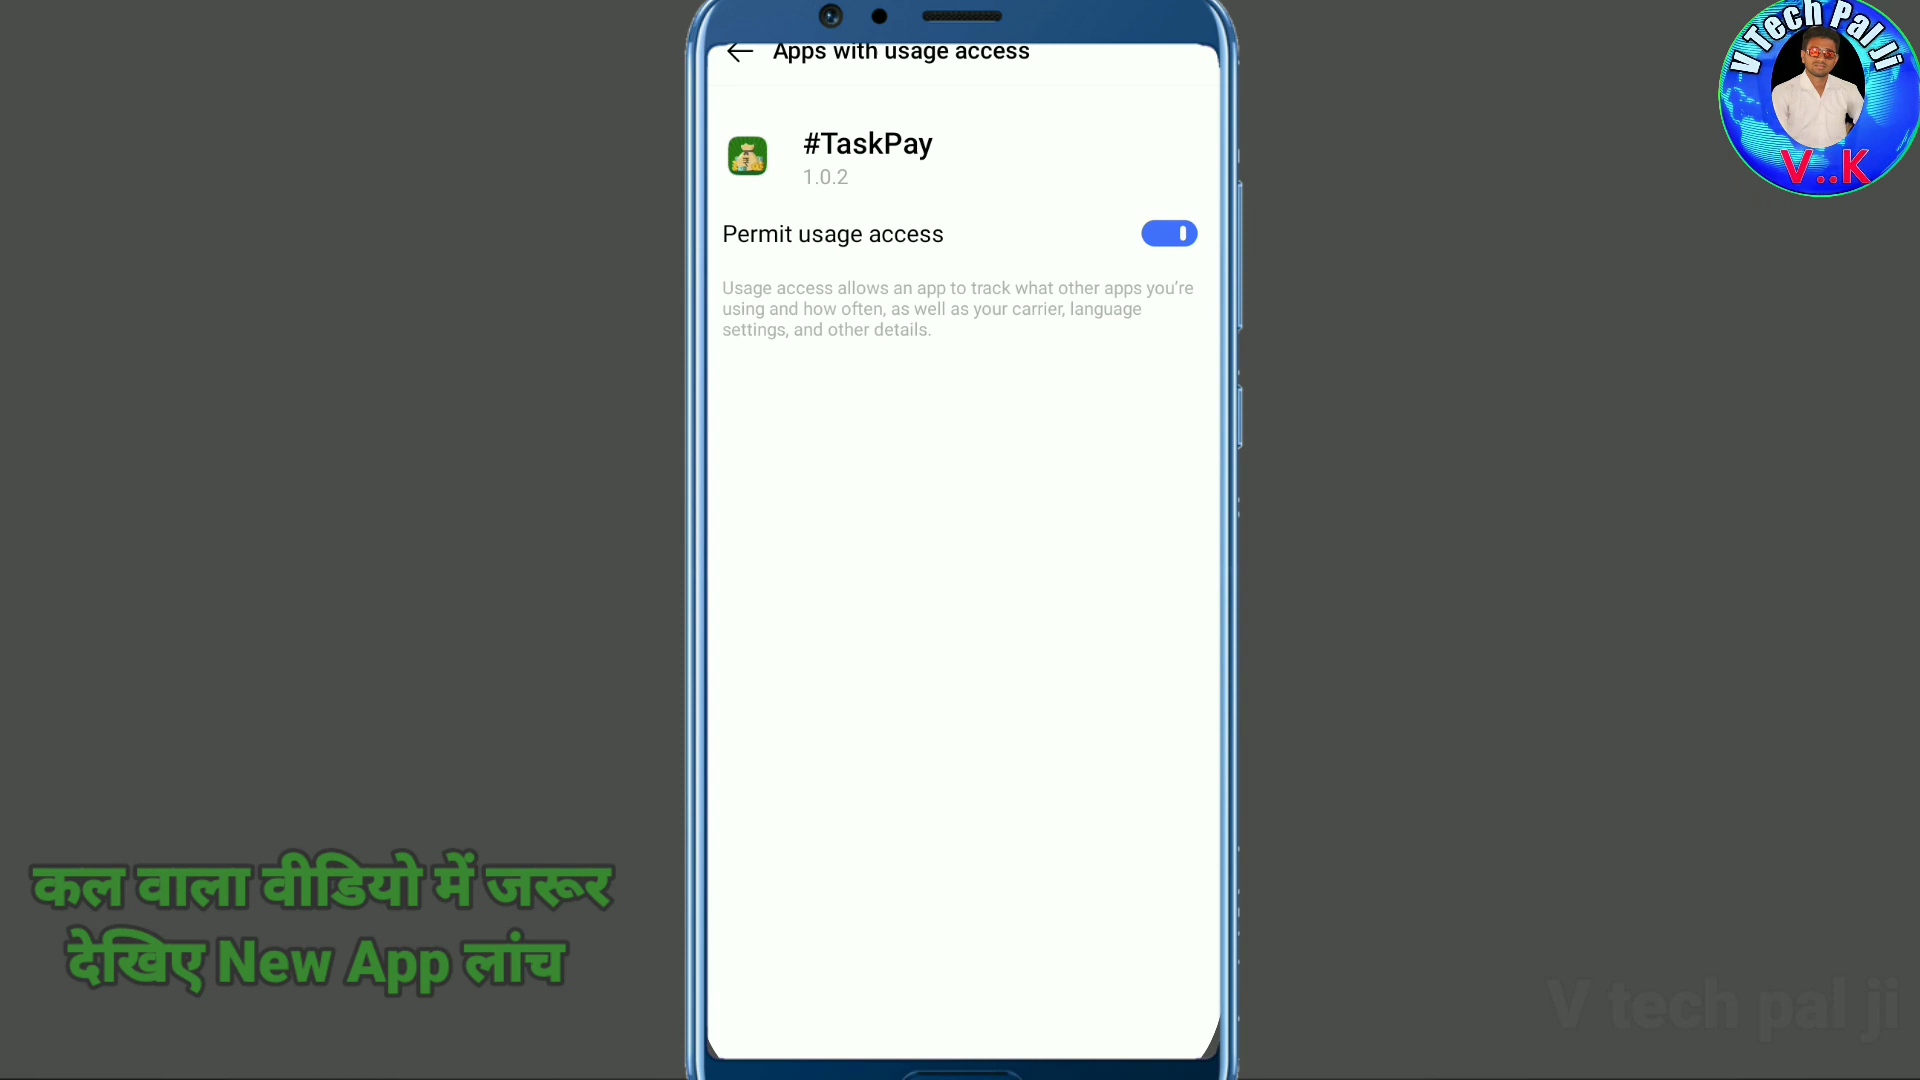 Apps with usage access
#TaskPay
1.0.2
Permit usage access
Usage access allows an app to track what other apps you’re
using and how often, as well as your carrier, language
settings, and other details.
V Tech Pal Ji
V..K
कल वाला वीडियो में जरूर
देखिए New App लांच
V tech pal ji